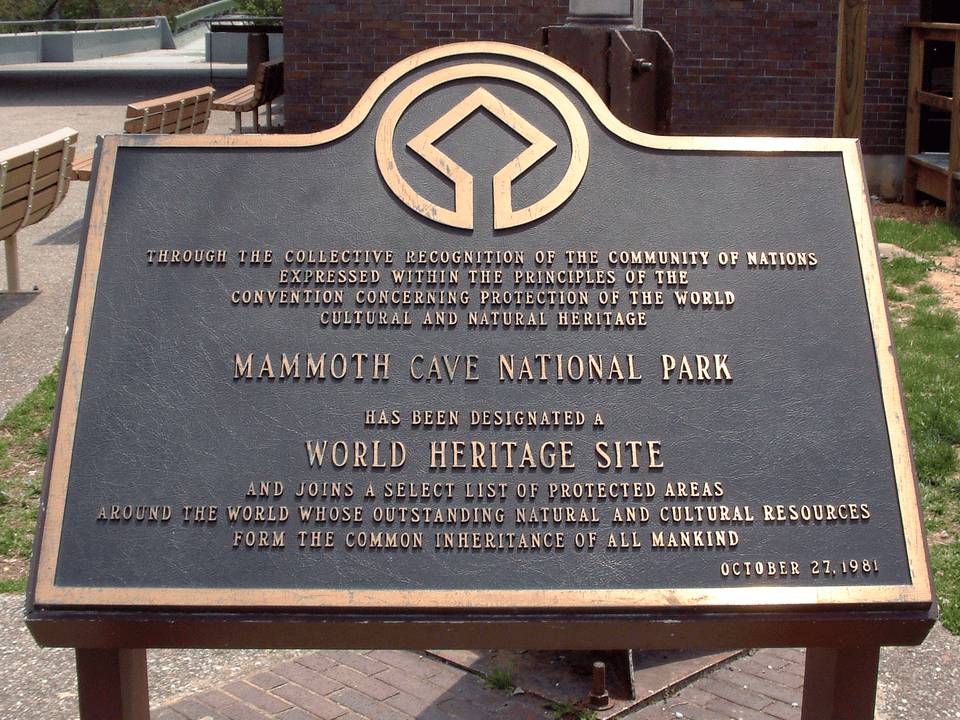 THROUGH THE COLLECTIVE RECOGNITION OF THE COMMUNITY OF NATIONS
EXPRESSED WITHIN THE PRINCIPLES OF THE
CONVENTION CONCERNING PROTECTION OF THE WORLD
CULTURAL AND NATURAL HERITAGE
MAMMOTH CAVE NATIONAL PARK
HAS BEEN DESIGNATED A
WORLD HERITAGE SITE
AND JOINS A SELECT LIST OF PROTECTED AREAS
AROUND THE WORLD WHOSE OUTSTANDING NATURAL AND CULTURAL RESOURCES
FORM THE COMMON INHERITANCE OF ALL MANKIND
OCTOBER 27, 1981